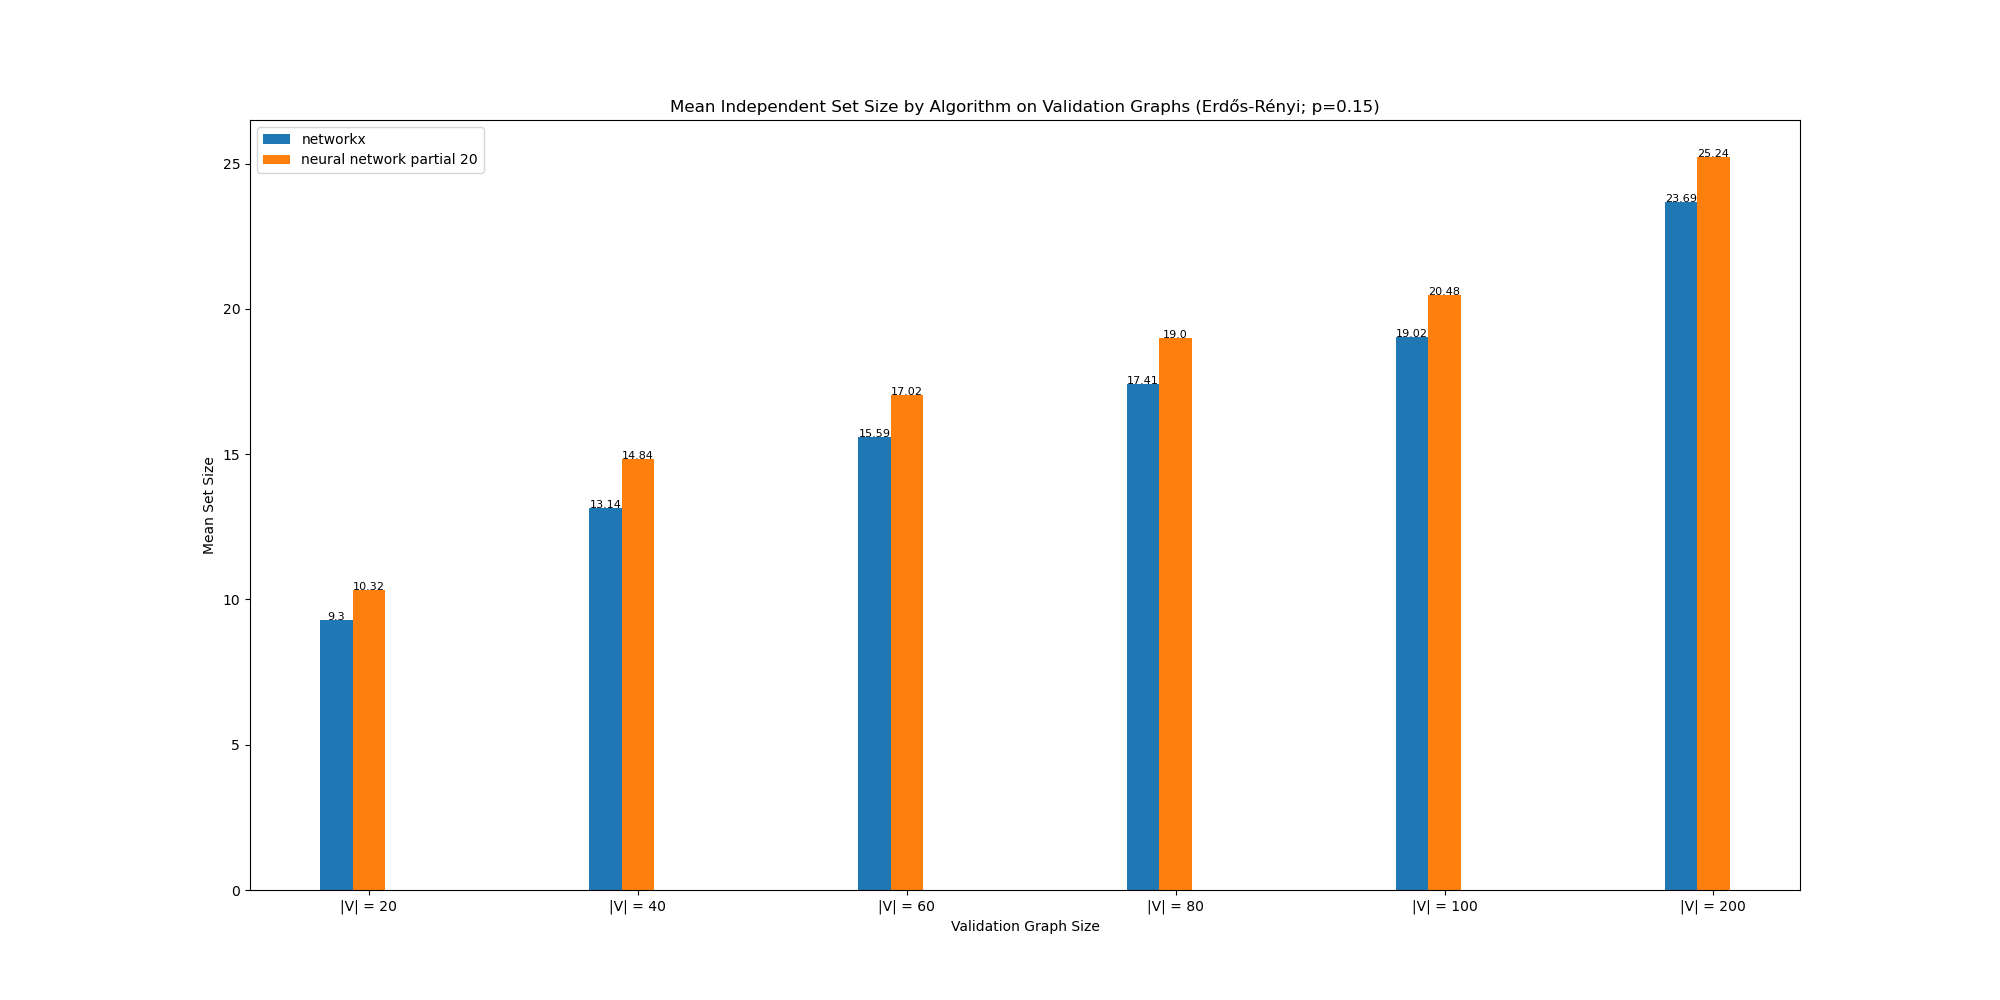 Mean Independent Set Size by Algorithm on Validation Graphs (Erdős-Rényi; p=0.15)
networkx
neural network partial 20
25
20
15
10
5
0
Mean Set Size
9.3
10.32
13.14
14.84
15.59
17.02
17.41
19.0
19.02
20.48
23.69
25.24
|V| = 20
|V| = 40
|V| = 60
|V| = 80
|V| = 100
|V| = 200
Validation Graph Size